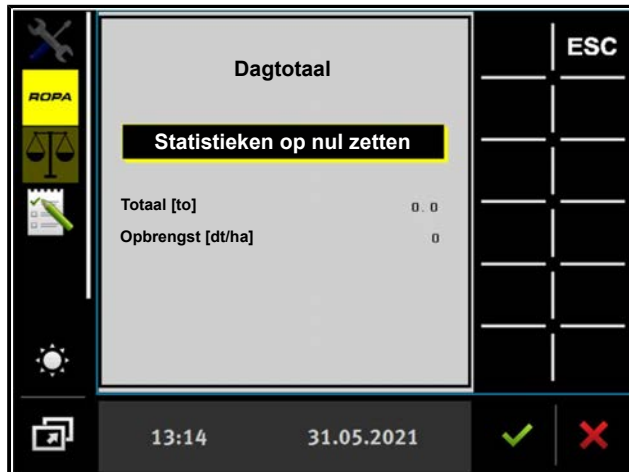 ESC
Dagtotaal
ROPA
Statistieken op nul zetten
Totaal [to] 0.0
Opbrengst [dt/ha] 0
13:14 31.05.2021